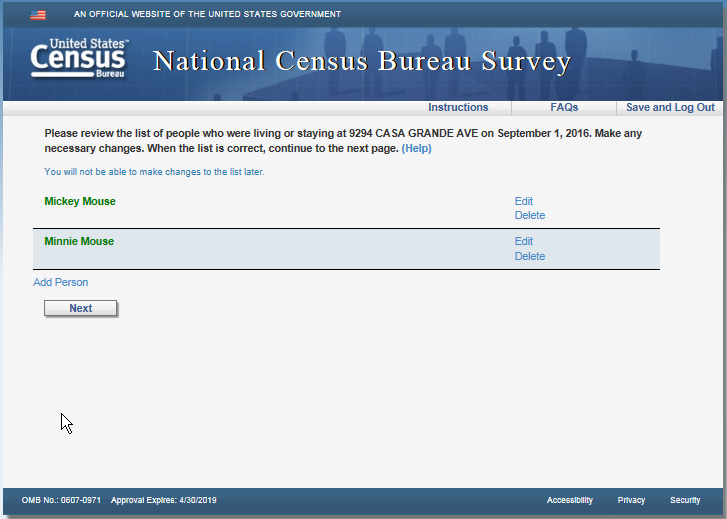 AN OFFICIAL WEBSITE OF THE UNITED STATES GOVERNMENT
United States™
Census
Bureau
National Census Bureau Survey
Instructions FAQs Save and Log Out
Please review the list of people who were living or staying at 9294 CASA GRANDE AVE on September 1, 2016. Make any
necessary changes. When the list is correct, continue to the next page. (Help)
You will not be able to make changes to the list later.
Mickey Mouse Edit
Delete
Minnie Mouse Edit
Delete
Add Person
Next
OMB No.: 0607-0971 Approval Expires: 4/30/2019 Accessibility Privacy Security